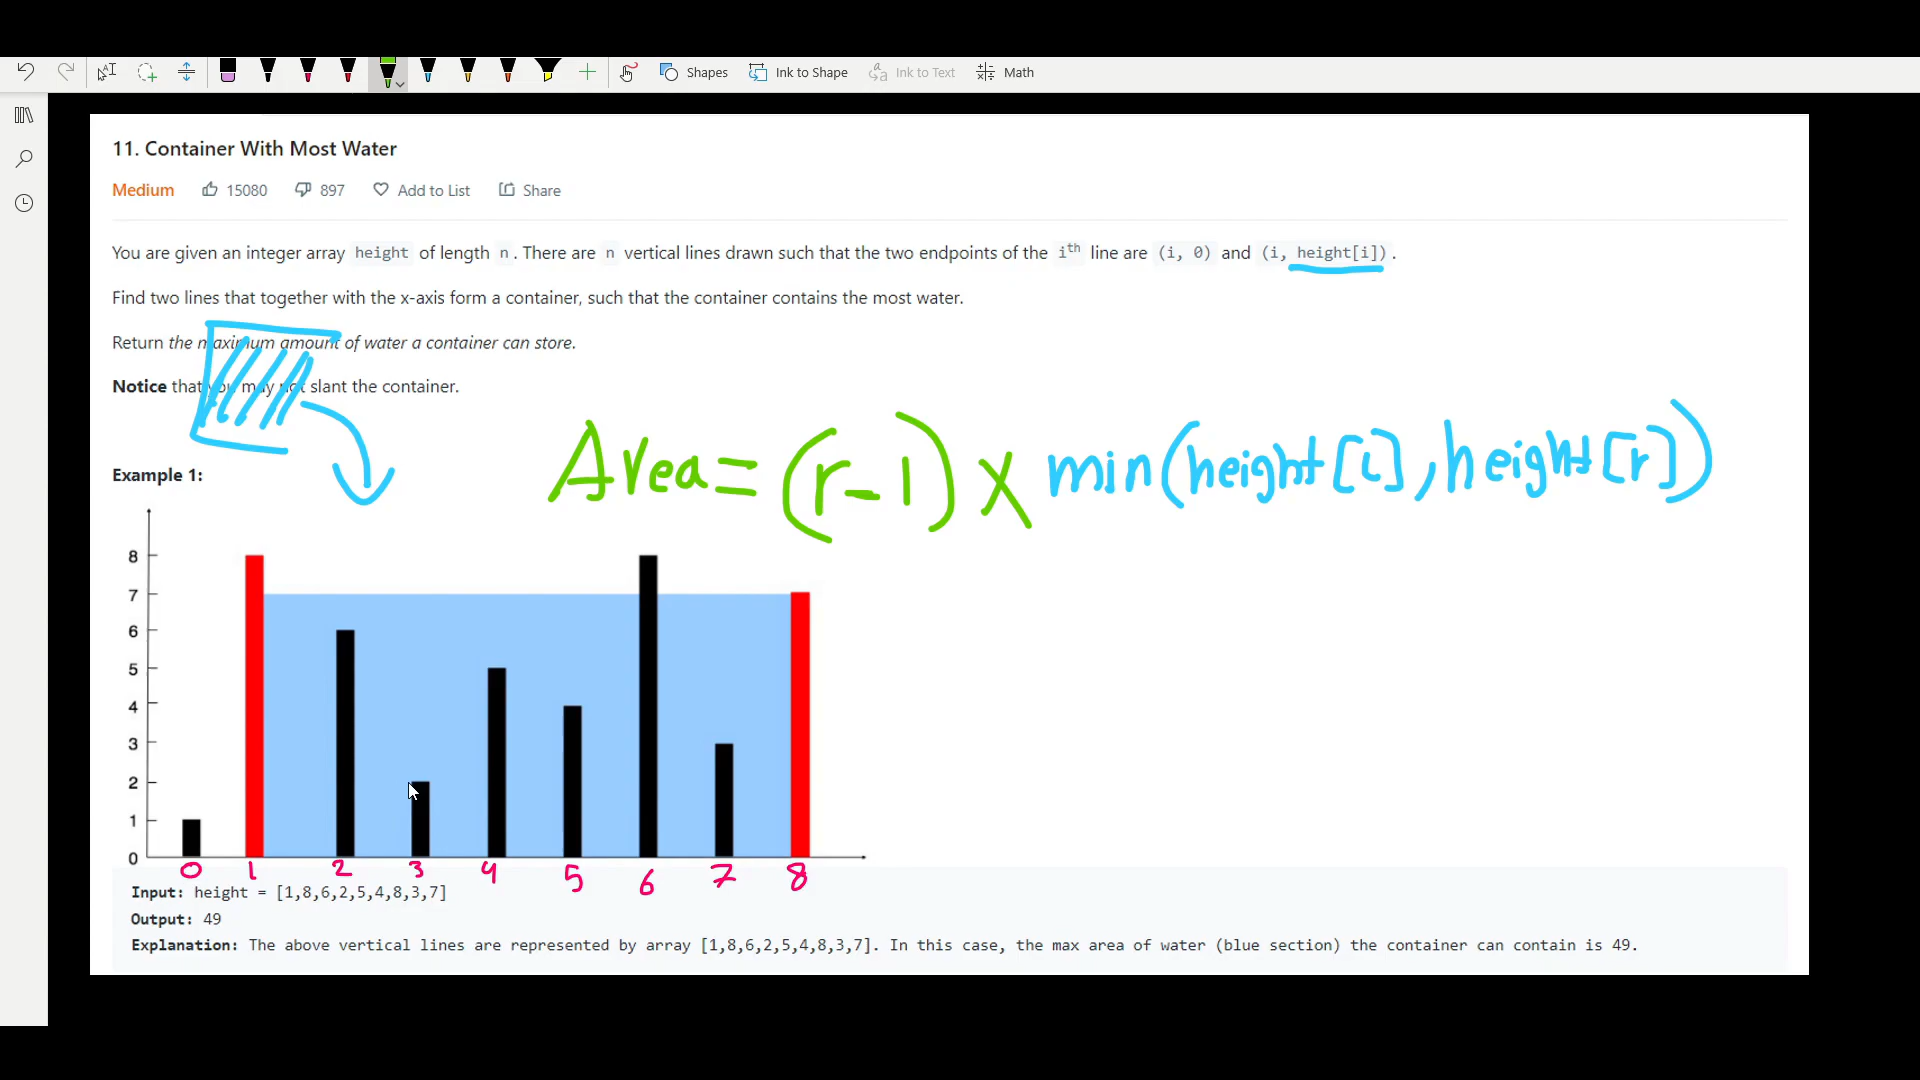 Shapes Ink to Shape Ink to Text Math
11. Container With Most Water
Medium 15080 897 Add to List Share
You are given an integer array height of length n. There are n vertical lines drawn such that the two endpoints of the iᵗʰ line are (i, 0) and (i, height[i]).
Find two lines that together with the x-axis form a container, such that the container contains the most water.
Return the maximum amount of water a container can store.
Notice that you may not slant the container.
Area = (r-1) X min(height[i], height[r])
Example 1:
8
7
6
5
4
3
2
1
0
0 1 2 3 4 5 6 7 8
Input: height = [1,8,6,2,5,4,8,3,7]
Output: 49
Explanation: The above vertical lines are represented by array [1,8,6,2,5,4,8,3,7]. In this case, the max area of water (blue section) the container can contain is 49.